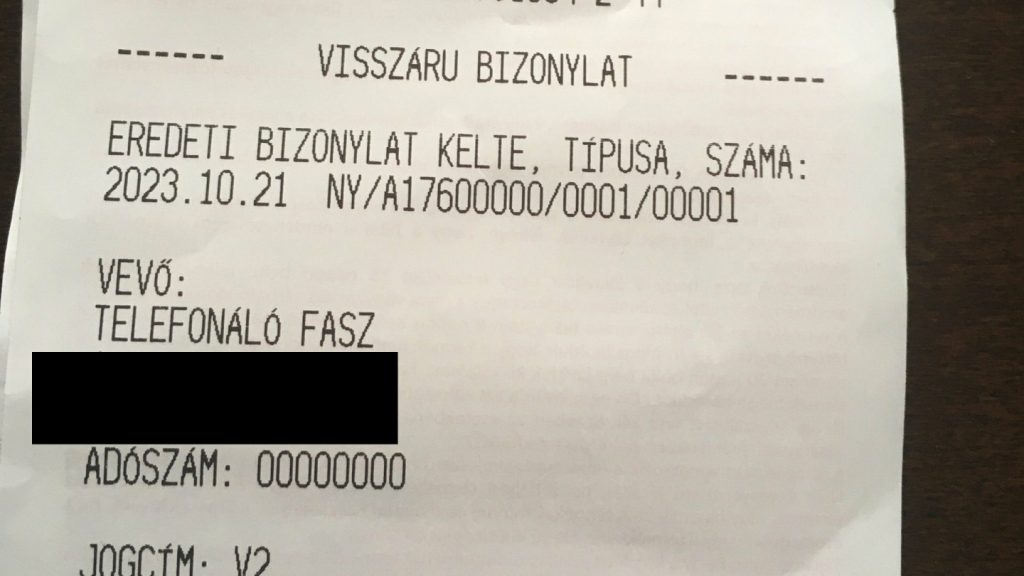 ------ VISSZÁRU BIZONYLAT ------
EREDETI BIZONYLAT KELTE, TÍPUSA, SZÁMA:
2023.10.21 NY/A17600000/0001/00001
VEVŐ:
TELEFONÁLÓ FASZ
ADÓSZÁM: 00000000
JOGCÍM: V2